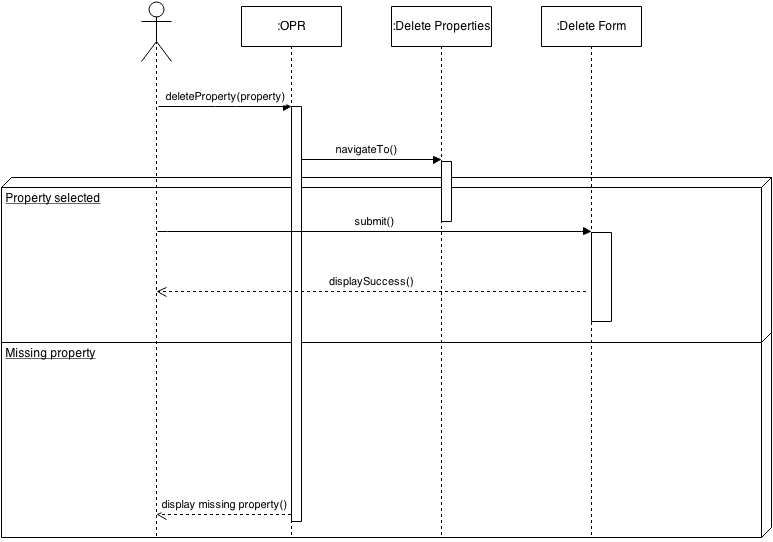 :OPR
:Delete Properties
:Delete Form
deleteProperty(property)
navigateTo()
Property selected
submit()
displaySuccess()
Missing property
display missing property()